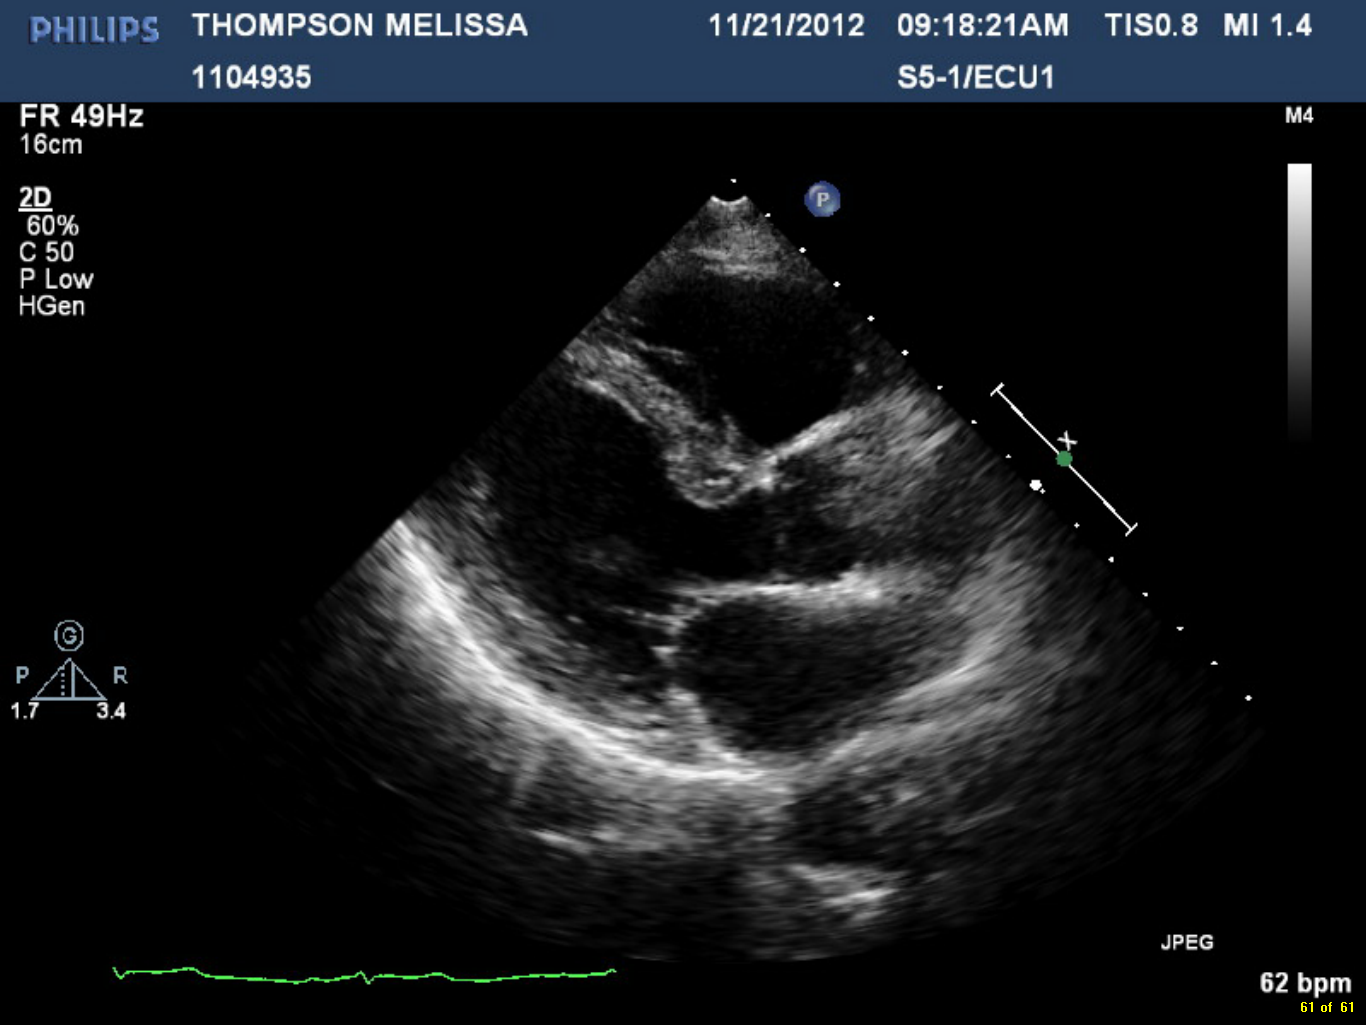 PHILIPS THOMPSON MELISSA 11/21/2012 09:18:21AM TIS0.8 MI 1.4
1104935 S5-1/ECU1
FR 49Hz
16cm
M4
2D
60%
C 50
P Low
HGen
P
G
P R
1.7 3.4
JPEG
62 bpm
61 of 61